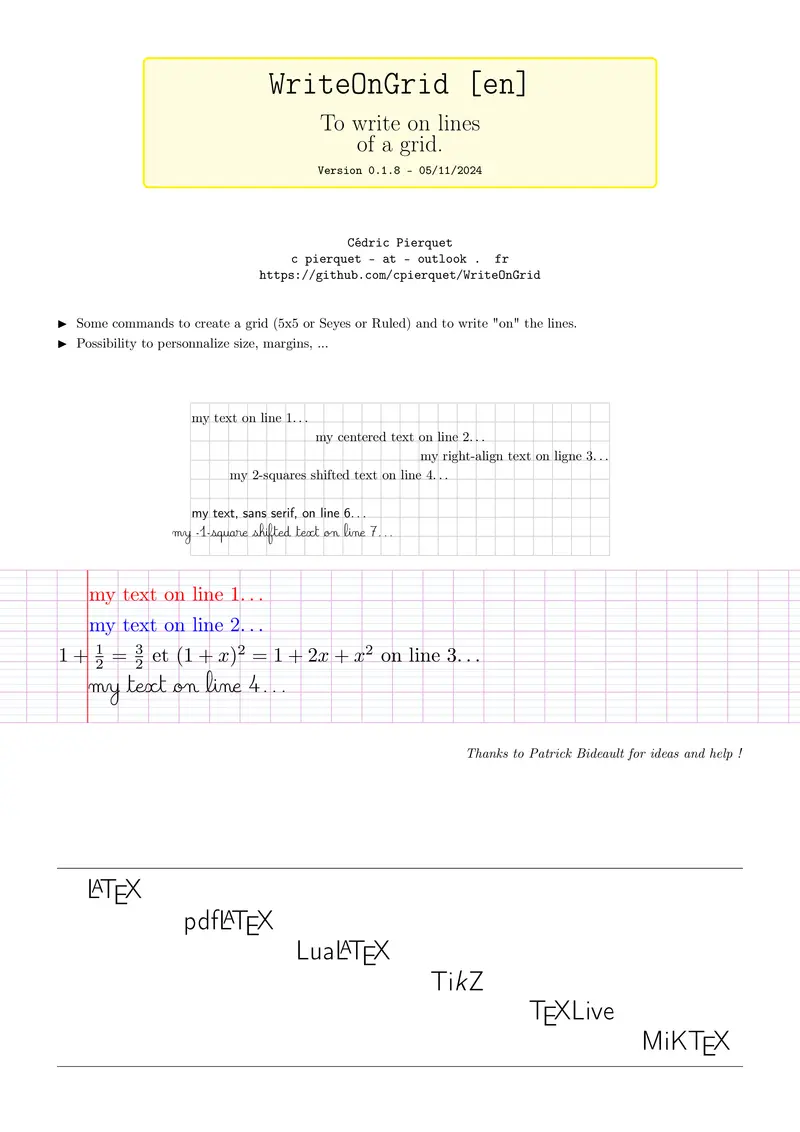 WriteOnGrid [en]
To write on lines
of a grid.
Version 0.1.8 - 05/11/2024
Cédric Pierquet
c pierquet - at - outlook . fr
https://github.com/cpierquet/WriteOnGrid
▶ Some commands to create a grid (5x5 or Seyes or Ruled) and to write "on" the lines.
▶ Possibility to personnalize size, margins, ...
my text on line 1...
my centered text on line 2...
my right-align text on ligne 3...
my 2-squares shifted text on line 4...
my text, sans serif, on line 6...
my -1-square shifted text on line 7...
my text on line 1...
my text on line 2...
1 + 1/2 = 3/2 et (1 + x)² = 1 + 2x + x² on line 3...
my text on line 4...
Thanks to Patrick Bideault for ideas and help !
LATEX
pdfLATEX
LuaLATEX
TikZ
TEXLive
MiKTEX